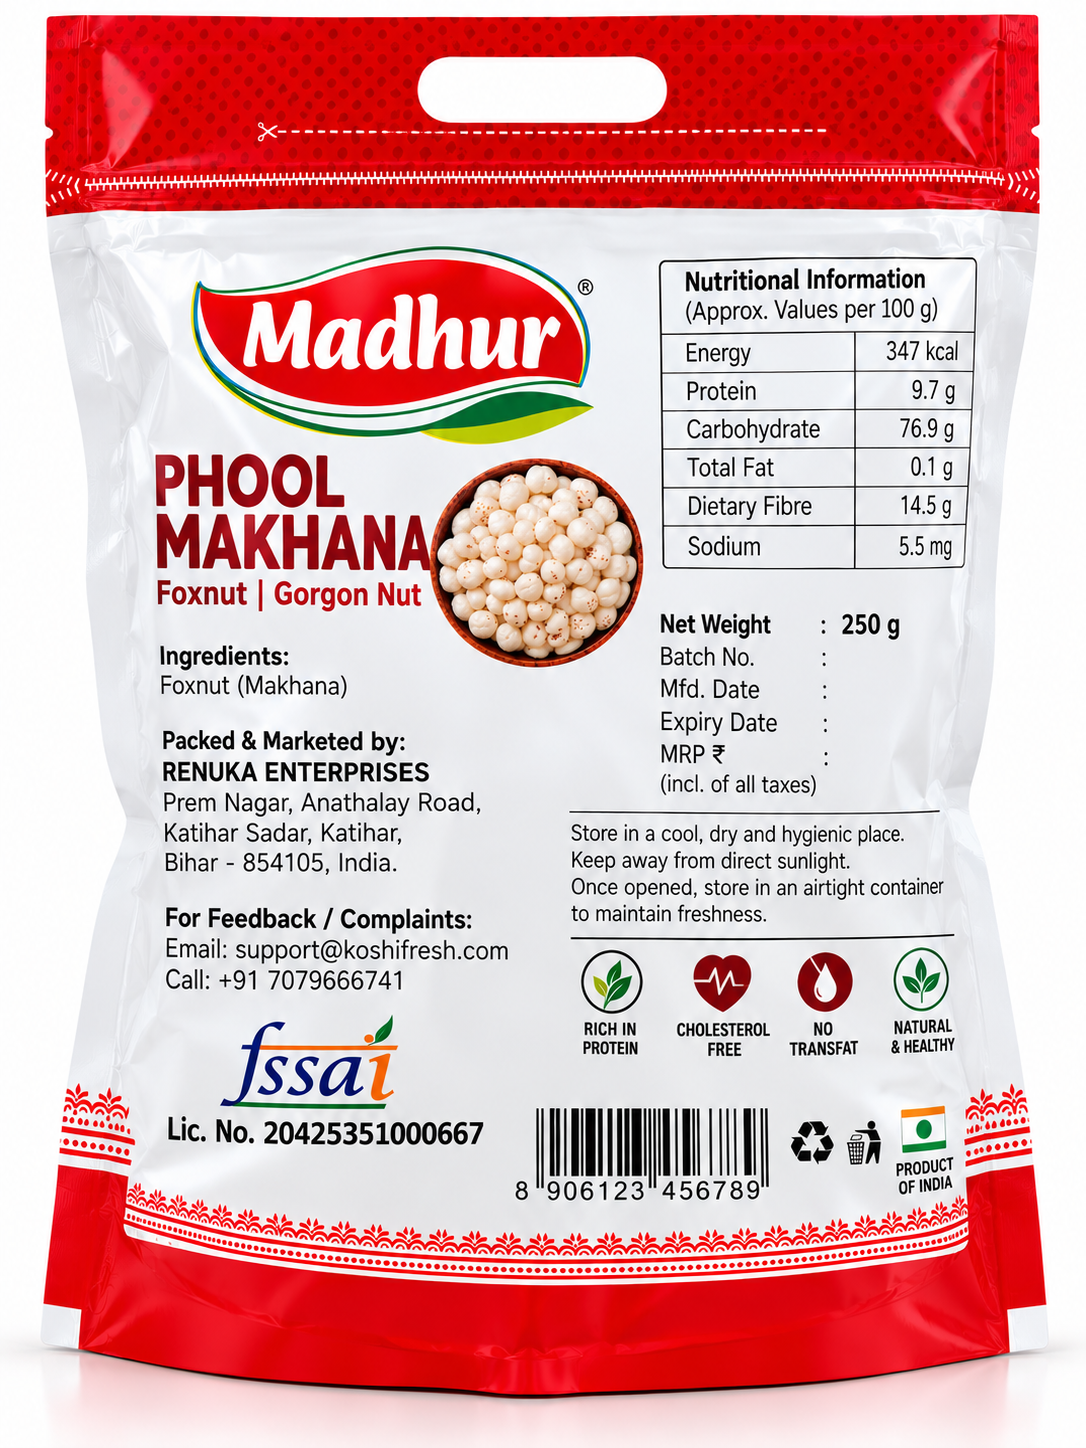 Madhur ®
PHOOL
MAKHANA
Foxnut | Gorgon Nut
Ingredients:
Foxnut (Makhana)
Packed & Marketed by:
RENUKA ENTERPRISES
Prem Nagar, Anathalay Road,
Katihar Sadar, Katihar,
Bihar - 854105, India.
For Feedback / Complaints:
Email: support@koshifresh.com
Call: +91 7079666741
fssai
Lic. No. 20425351000667
Nutritional Information
(Approx. Values per 100 g)
Energy 347 kcal
Protein 9.7 g
Carbohydrate 76.9 g
Total Fat 0.1 g
Dietary Fibre 14.5 g
Sodium 5.5 mg
Net Weight : 250 g
Batch No. :
Mfd. Date :
Expiry Date :
MRP ₹ :
(incl. of all taxes)
Store in a cool, dry and hygienic place.
Keep away from direct sunlight.
Once opened, store in an airtight container
to maintain freshness.
RICH IN
PROTEIN
CHOLESTEROL
FREE
NO
TRANSFAT
NATURAL
& HEALTHY
8 906123 456789
PRODUCT
OF INDIA